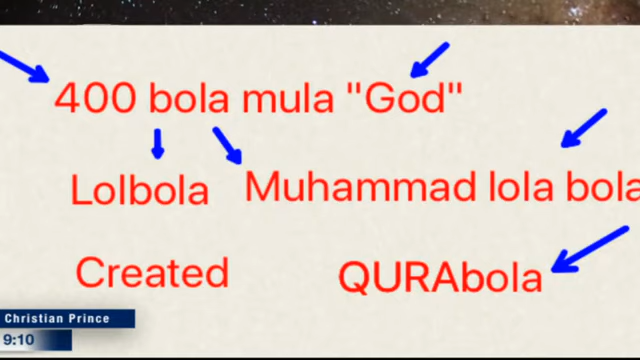 400 bola mula "God"
Lolbola Muhammad lola bola
Created QURAbola
Christian Prince
9:10